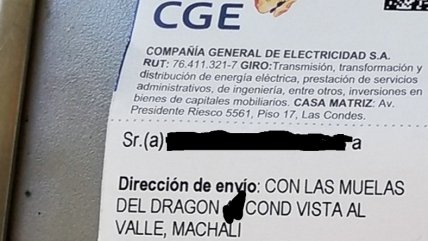 CGE
COMPAÑÍA GENERAL DE ELECTRICIDAD S.A.
RUT: 76.411.321-7 GIRO:Transmisión, transformación y
distribución de energía eléctrica, prestación de servicios
administrativos, de ingeniería, entre otros, inversiones en
bienes de capitales mobiliarios. CASA MATRIZ: Av.
Presidente Riesco 5561, Piso 17, Las Condes.
Sr.(a) a
Dirección de envío: CON LAS MUELAS
DEL DRAGON COND VISTA AL
VALLE, MACHALI